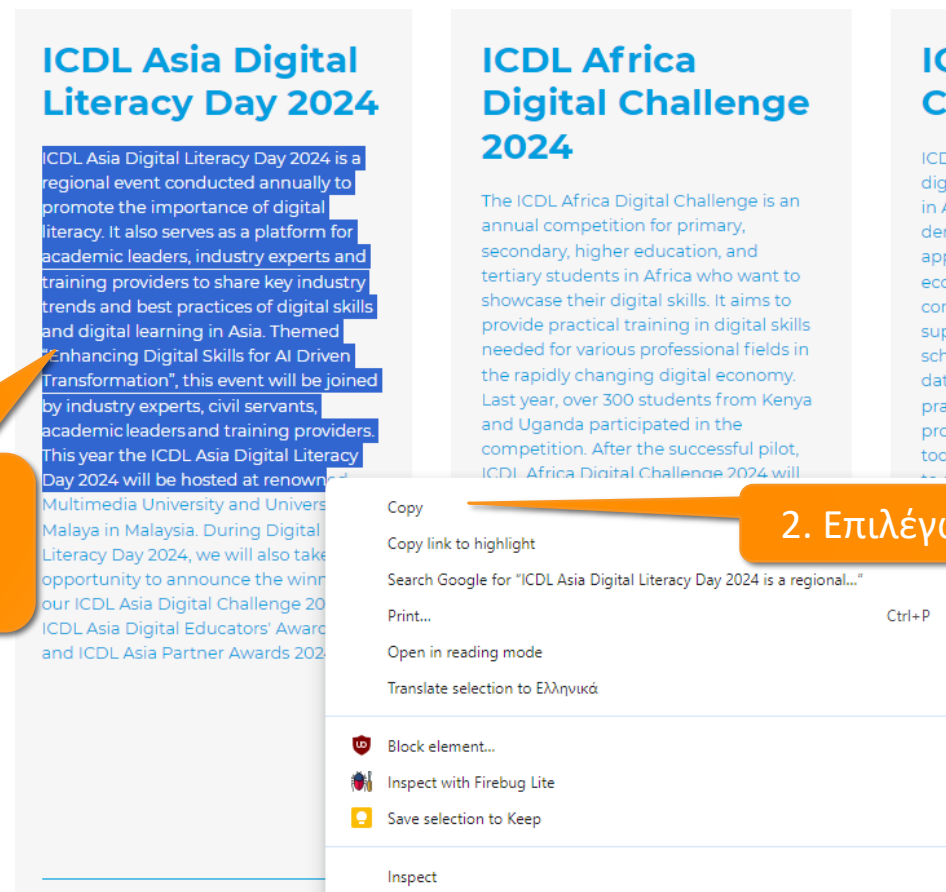 ICDL Asia Digital
Literacy Day 2024
ICDL Asia Digital Literacy Day 2024 is a
regional event conducted annually to
promote the importance of digital
literacy. It also serves as a platform for
academic leaders, industry experts and
training providers to share key industry
trends and best practices of digital skills
and digital learning in Asia. Themed
“Enhancing Digital Skills for AI Driven
Transformation”, this event will be joined
by industry experts, civil servants,
academic leaders and training providers.
This year the ICDL Asia Digital Literacy
Day 2024 will be hosted at renowned
Multimedia University and Univers
Malaya in Malaysia. During Digital
Literacy Day 2024, we will also take
opportunity to announce the winn
our ICDL Asia Digital Challenge 20
ICDL Asia Digital Educators' Award
and ICDL Asia Partner Awards 202
ICDL Africa
Digital Challenge
2024
The ICDL Africa Digital Challenge is an
annual competition for primary,
secondary, higher education, and
tertiary students in Africa who want to
showcase their digital skills. It aims to
provide practical training in digital skills
needed for various professional fields in
the rapidly changing digital economy.
Last year, over 300 students from Kenya
and Uganda participated in the
competition. After the successful pilot,
ICDL Africa Digital Challenge 2024 will
Copy
Copy link to highlight
Search Google for “ICDL Asia Digital Literacy Day 2024 is a regional...”
Print... Ctrl+P
Open in reading mode
Translate selection to Ελληνικά
Block element...
Inspect with Firebug Lite
Save selection to Keep
Inspect
2. Επιλέγο